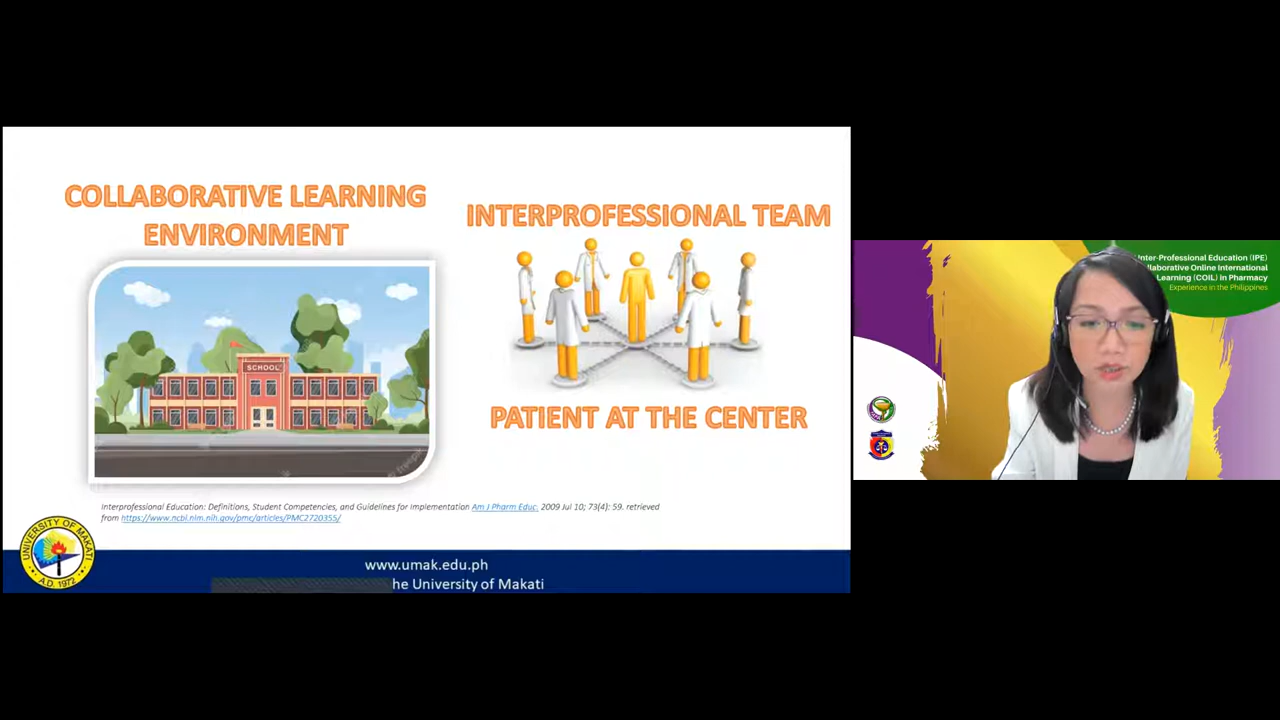 COLLABORATIVE LEARNING
ENVIRONMENT
SCHOOL
INTERPROFESSIONAL TEAM
PATIENT AT THE CENTER
Interprofessional Education: Definitions, Student Competencies, and Guidelines for Implementation Am J Pharm Educ. 2009 Jul 10; 73(4): 59. retrieved
from https://www.ncbi.nlm.nih.gov/pmc/articles/PMC2720355/
UNIVERSITY OF MAKATI
A.D. 1972
www.umak.edu.ph
he University of Makati
Inter-Professional Education (IPE)
llaborative Online International
Learning (COIL) in Pharmacy
Experience in the Philippines